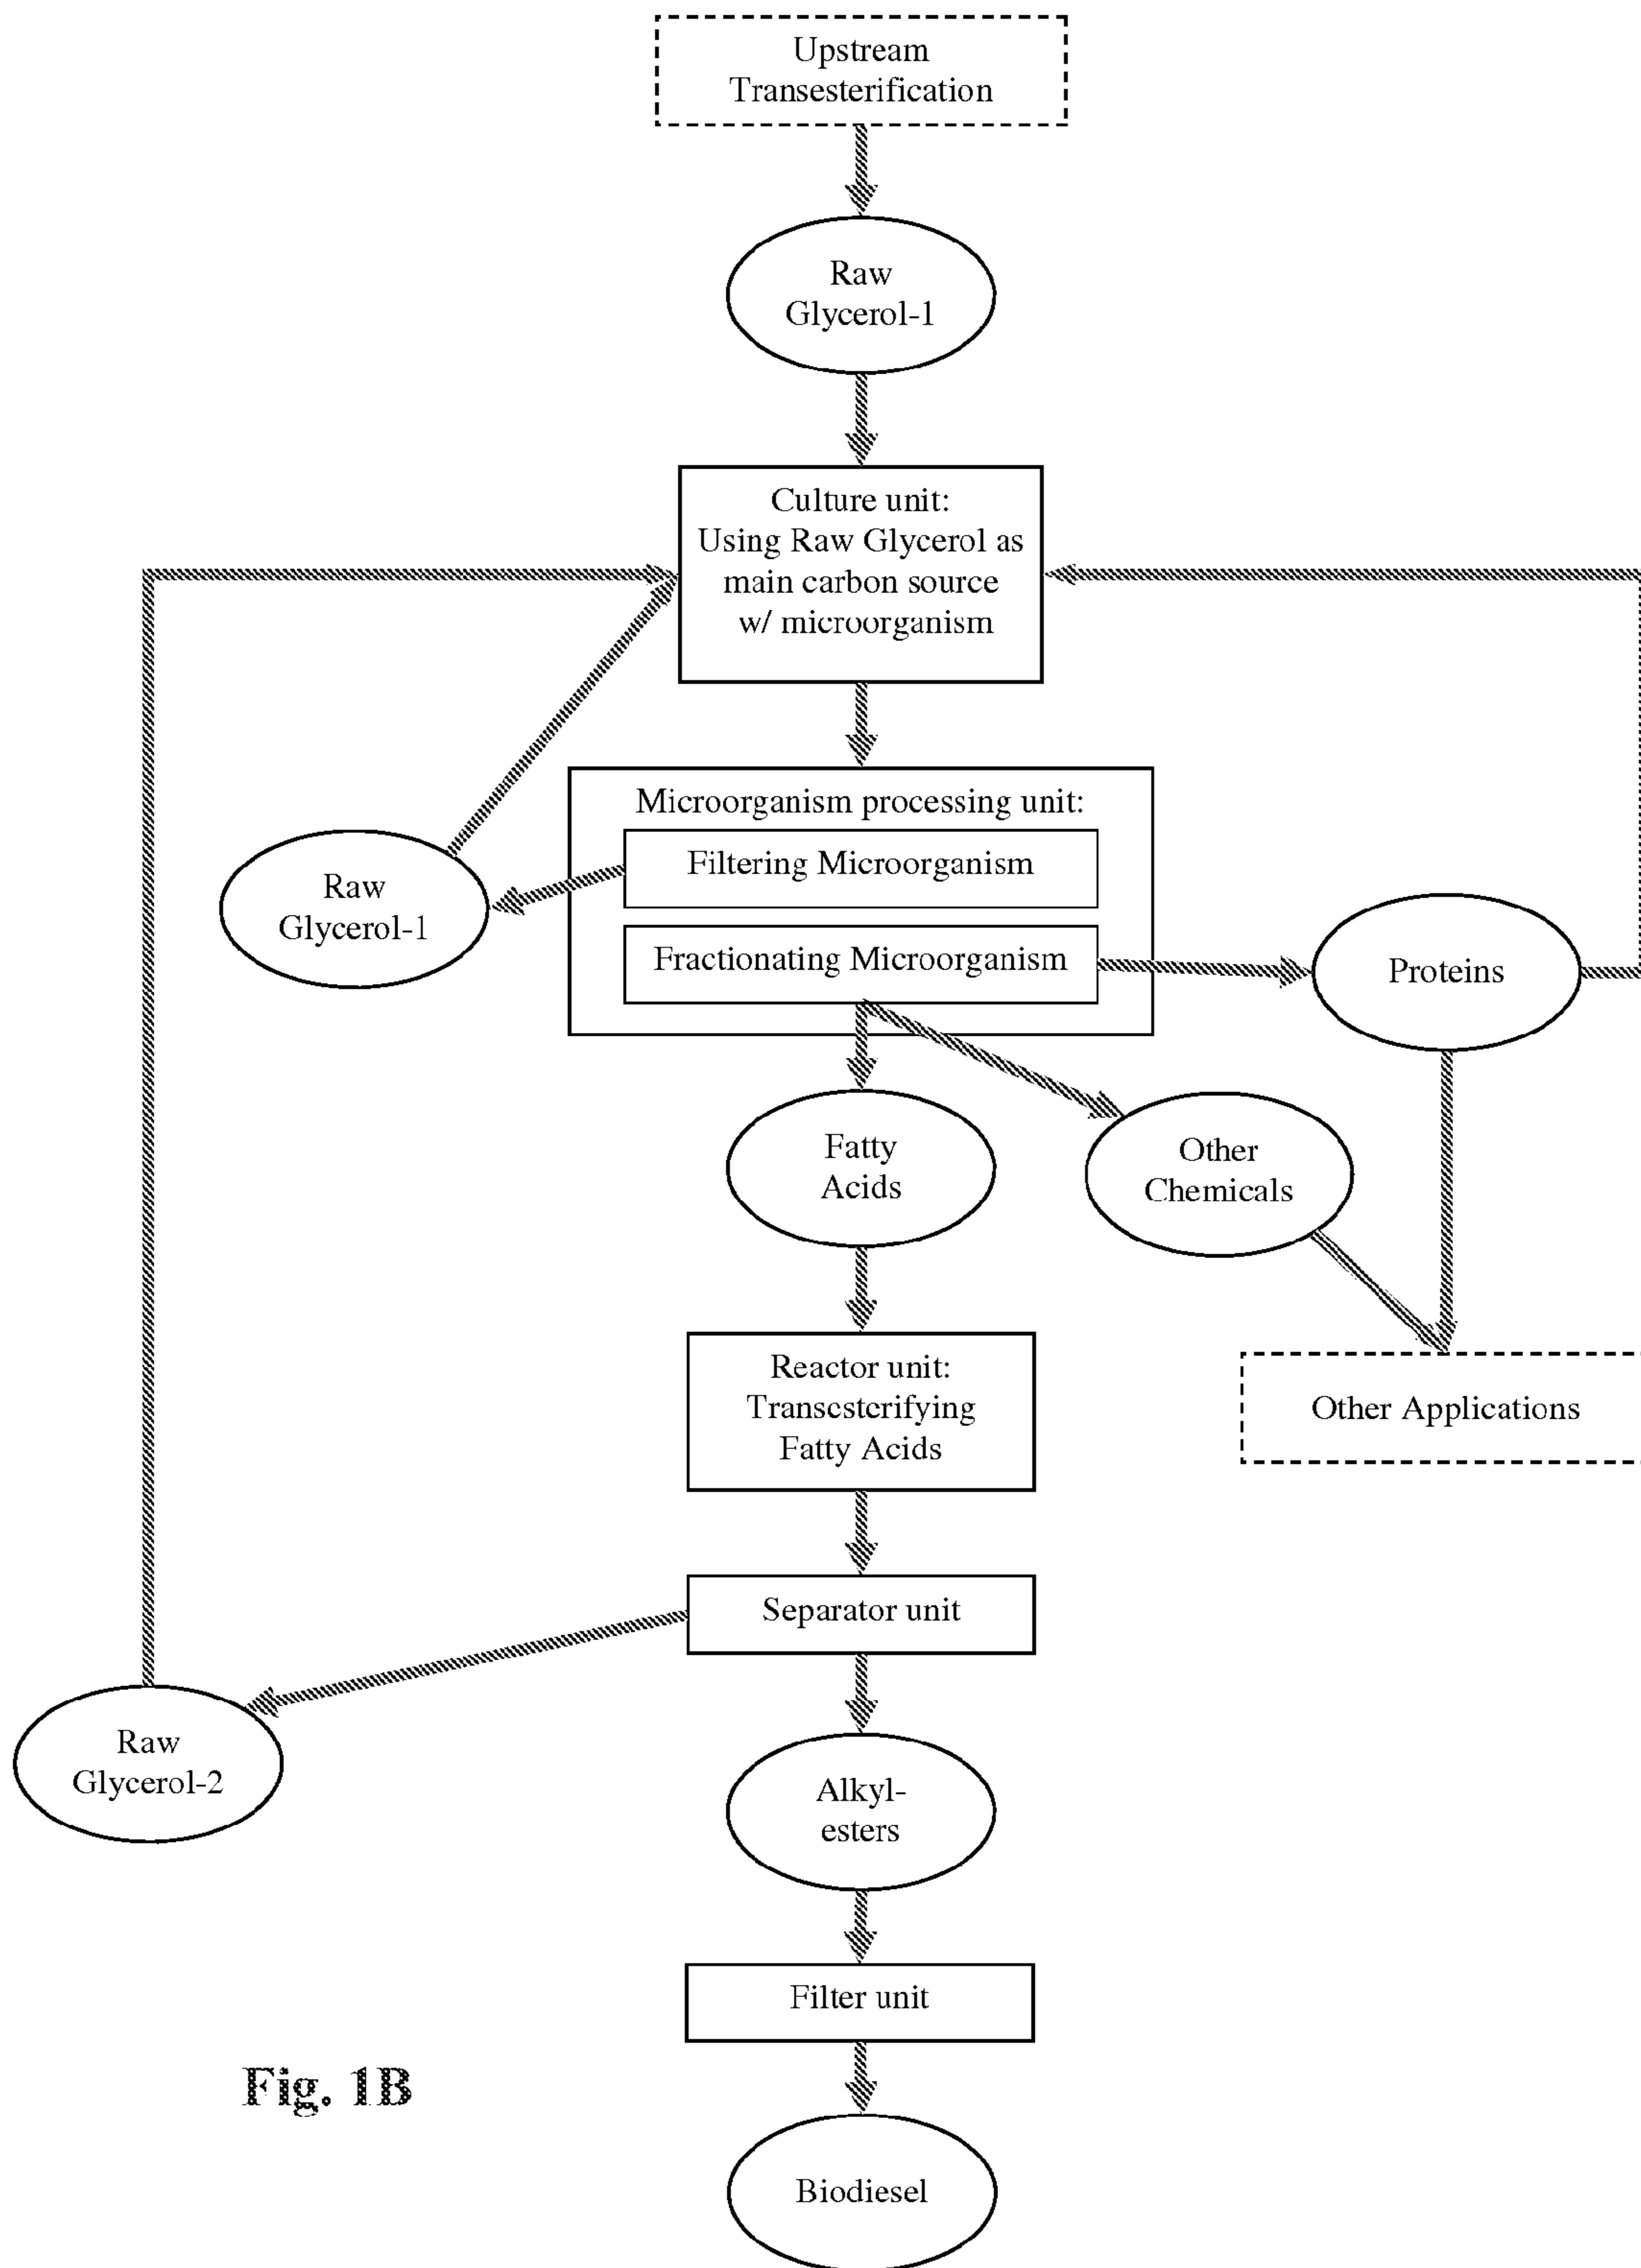 Upstream
Transesterification
Raw
Glycerol-1
Culture unit:
Using Raw Glycerol as
main carbon source
w/ microorganism
Microorganism processing unit:
Filtering Microorganism
Raw
Glycerol-1
Fractionating Microorganism
Proteins
Fatty
Acids
Other
Chemicals
Reactor unit:
Transesterifying
Fatty Acids
Other Applications
Separator unit
Raw
Glycerol-2
Alkyl-
esters
Filter unit
Fig. 1B
Biodiesel